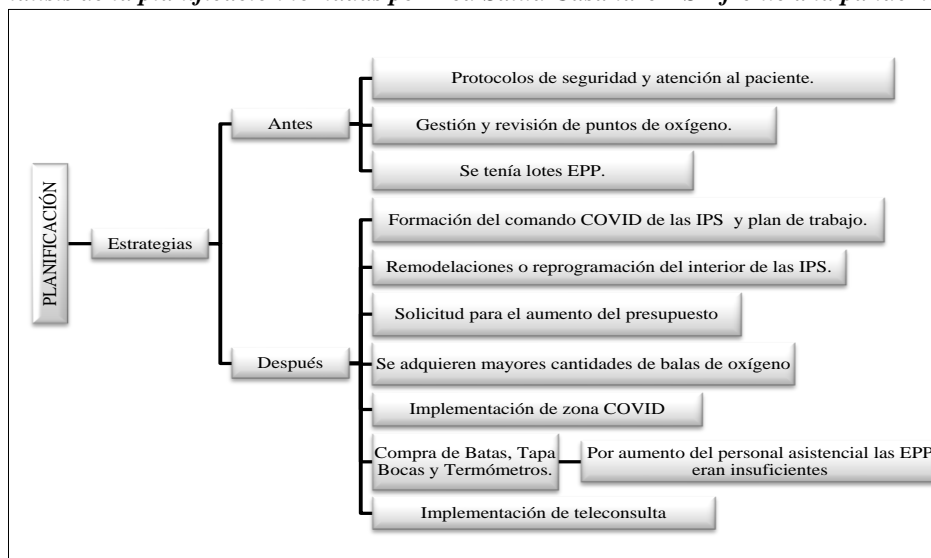 Protocolos de seguridad y atención al paciente.
Antes
Gestión y revisión de puntos de oxígeno.
Se tenía lotes EPP.
PLANIFICACIÓN
Estrategias
Formación del comando COVID de las IPS y plan de trabajo.
Remodelaciones o reprogramación del interior de las IPS.
Solicitud para el aumento del presupuesto
Después
Se adquieren mayores cantidades de balas de oxígeno
Implementación de zona COVID
Compra de Batas, Tapa
Bocas y Termómetros.
Por aumento del personal asistencial las EPP
eran insuficientes
Implementación de teleconsulta